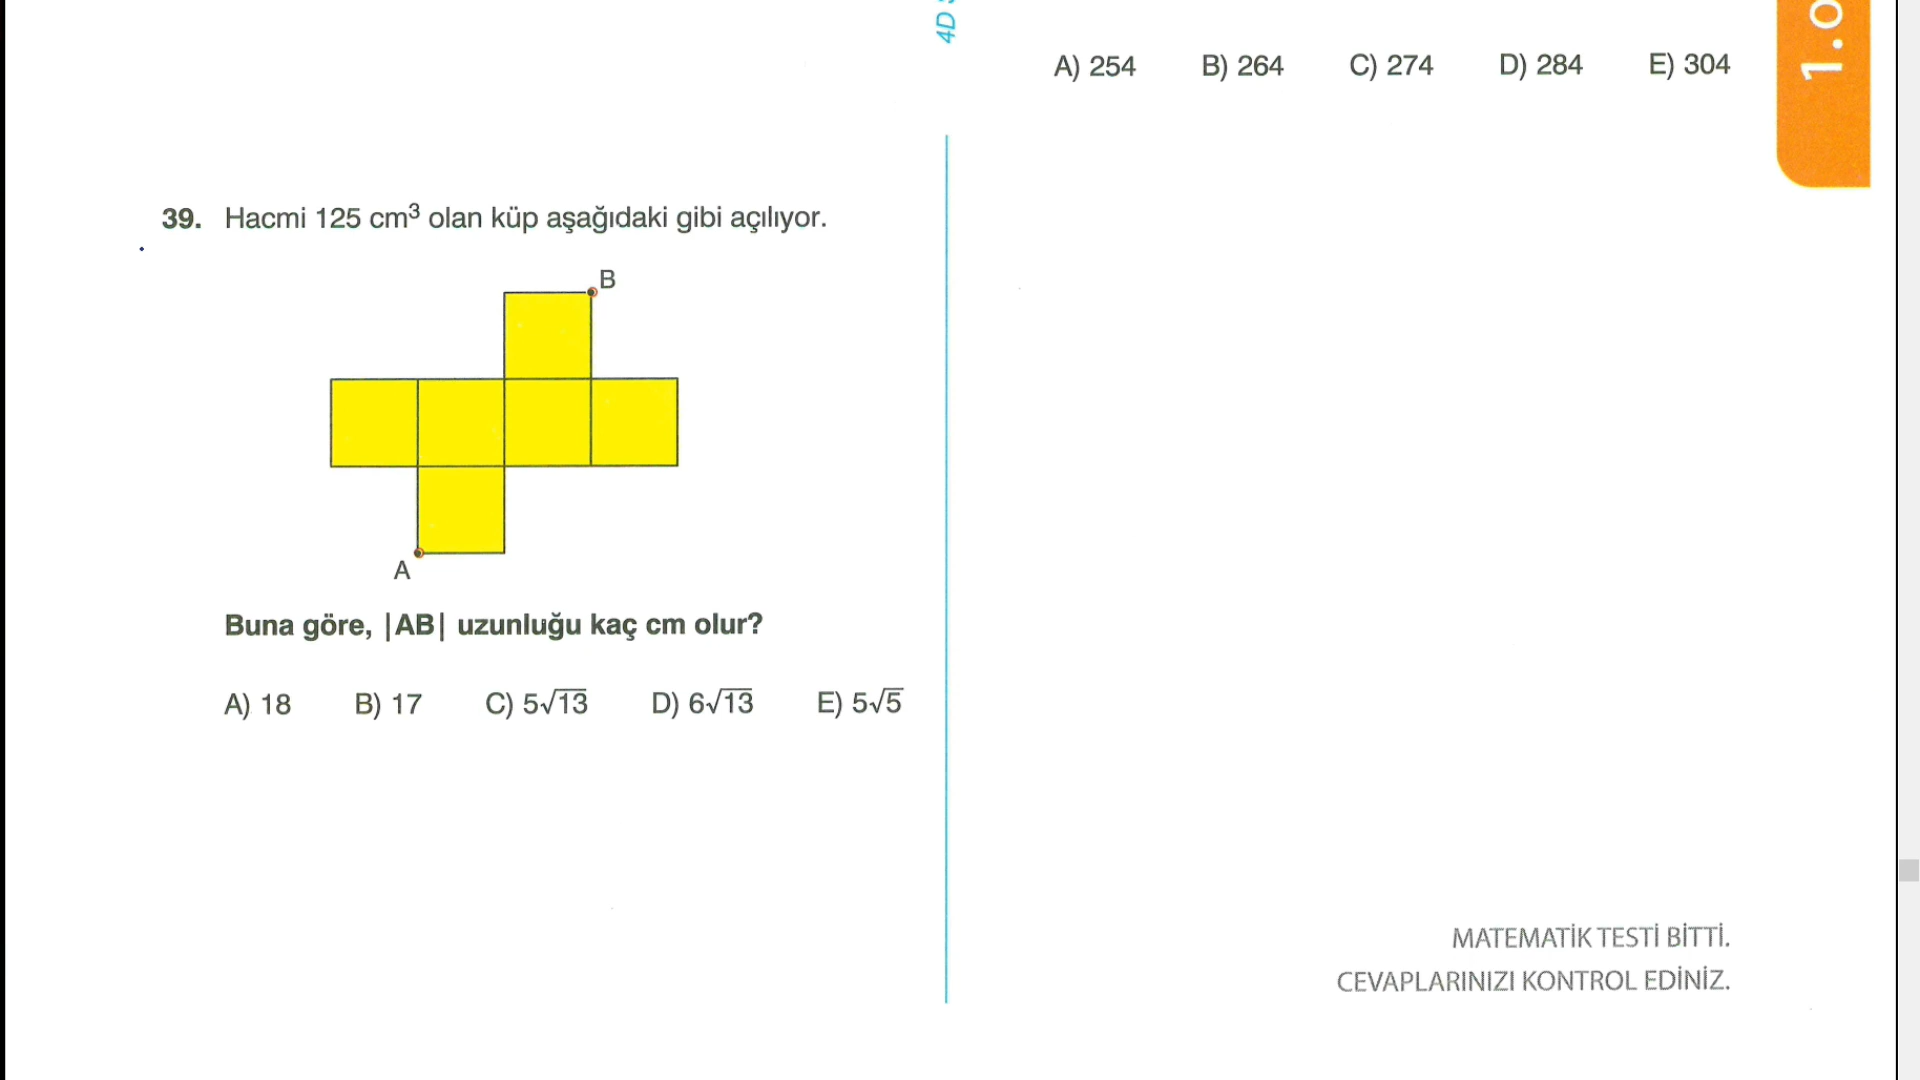 39. Hacmi 125 cm³ olan küp aşağıdaki gibi açılıyor.
B
A
Buna göre, |AB| uzunluğu kaç cm olur?
A) 18 B) 17 C) 5√13 D) 6√13 E) 5√5
4D
A) 254 B) 264 C) 274 D) 284 E) 304
MATEMATİK TESTİ BİTTİ.
CEVAPLARINIZI KONTROL EDİNİZ.